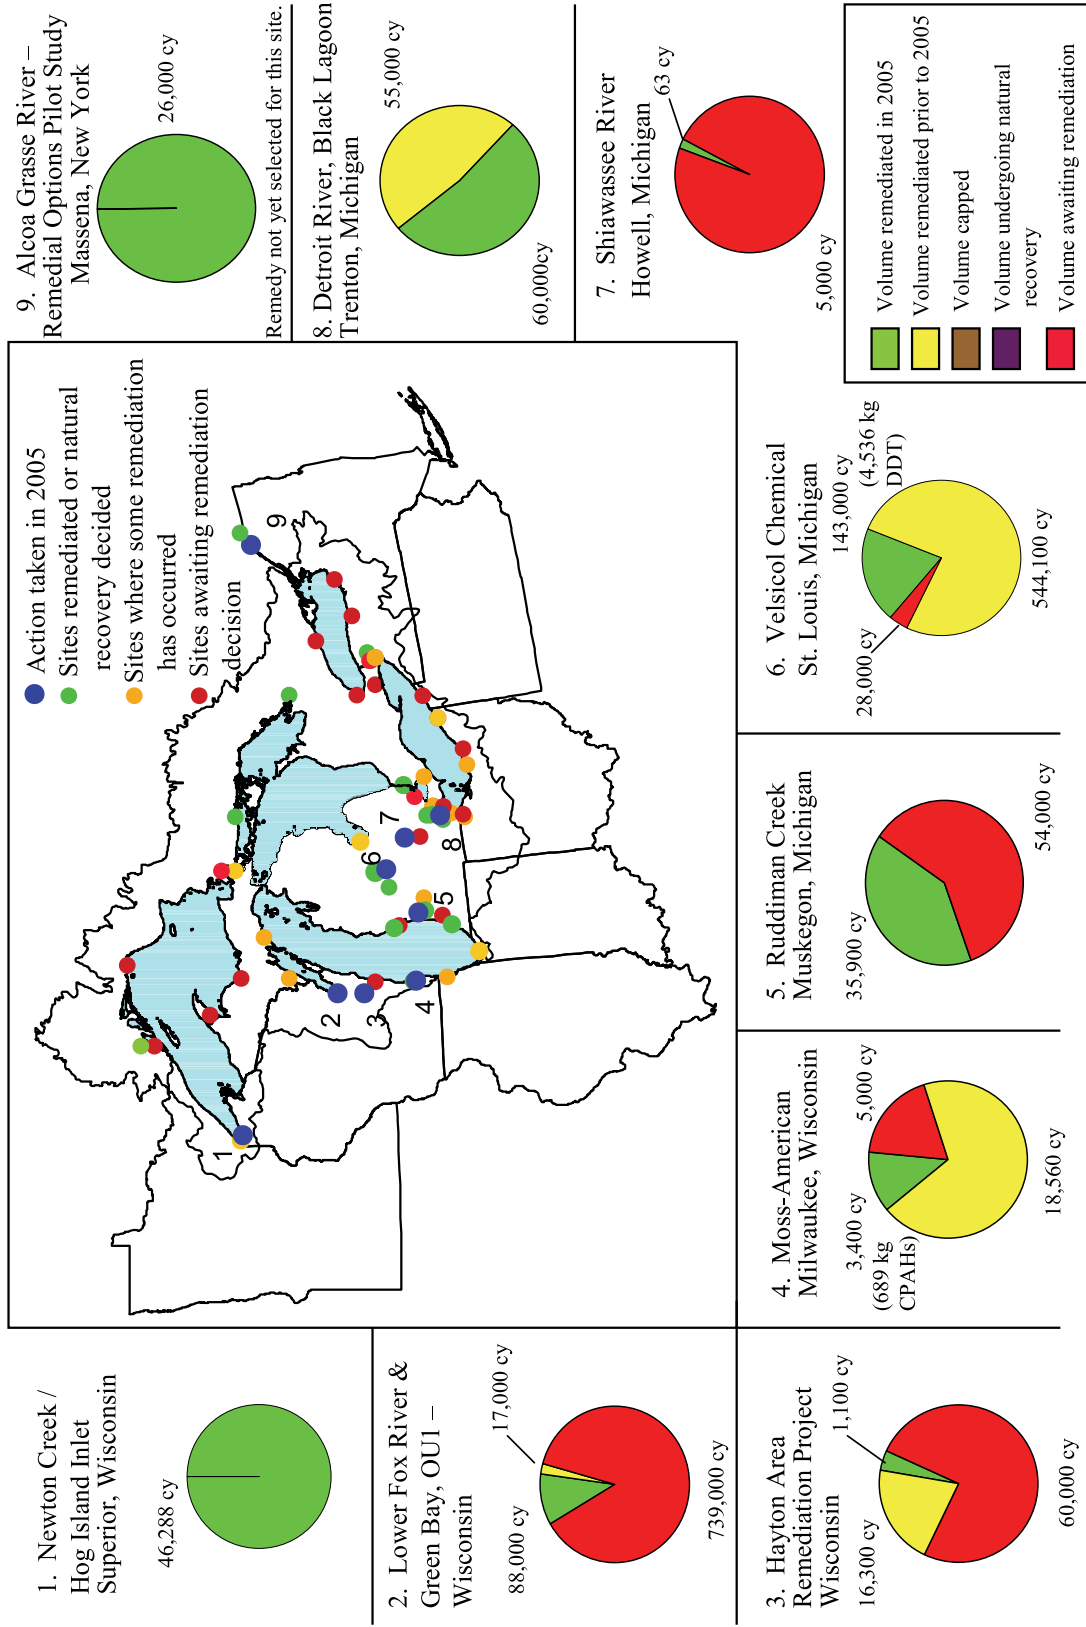 1. Newton Creek /
Hog Island Inlet
Superior, Wisconsin
46,288 cy
2. Lower Fox River &
Green Bay, OU1 –
Wisconsin
88,000 cy
17,000 cy
739,000 cy
3. Hayton Area
Remediation Project
Wisconsin
16,300 cy
1,100 cy
60,000 cy
Action taken in 2005
Sites remediated or natural
recovery decided
Sites where some remediation
has occurred
Sites awaiting remediation
decision
1
2
3
4
5
6
7
8
9
4. Moss-American
Milwaukee, Wisconsin
3,400 cy
(689 kg
CPAHs)
5,000 cy
18,560 cy
5. Ruddiman Creek
Muskegon, Michigan
35,900 cy
54,000 cy
6. Velsicol Chemical
St. Louis, Michigan
143,000 cy
(4,536 kg
DDT)
28,000 cy
544,100 cy
9. Alcoa Grasse River –
Remedial Options Pilot Study
Massena, New York
26,000 cy
Remedy not yet selected for this site.
8. Detroit River, Black Lagoon
Trenton, Michigan
55,000 cy
60,000cy
7. Shiawassee River
Howell, Michigan
63 cy
5,000 cy
Volume remediated in 2005
Volume remediated prior to 2005
Volume capped
Volume undergoing natural
recovery
Volume awaiting remediation